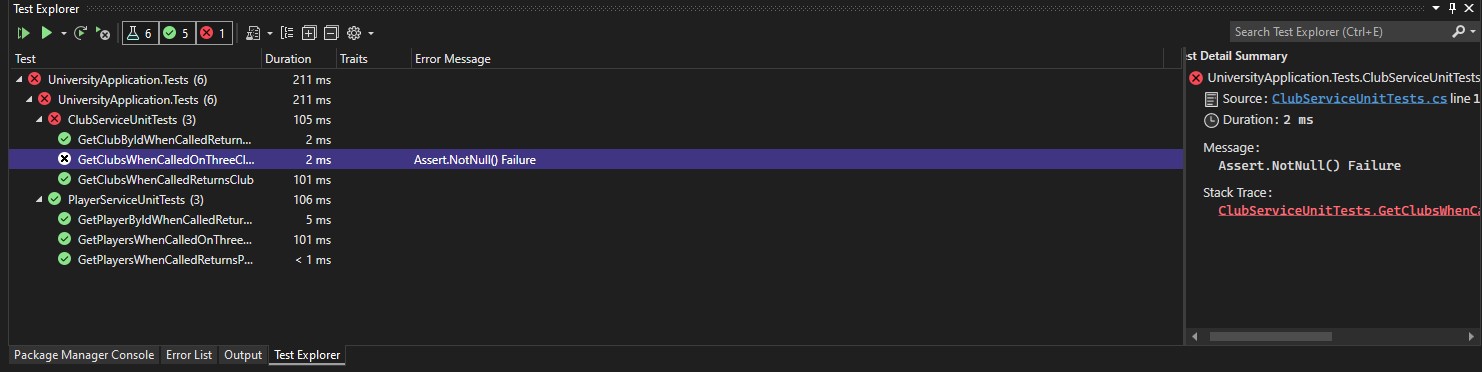 Test Explorer
6 5 1 Search Test Explorer (Ctrl+E)
Test Duration Traits Error Message
UniversityApplication.Tests (6) 211 ms
UniversityApplication.Tests (6) 211 ms
ClubServiceUnitTests (3) 105 ms
GetClubByIdWhenCalledReturn... 2 ms
GetClubsWhenCalledOnThreeCl... 2 ms Assert.NotNull() Failure
GetClubsWhenCalledReturnsClub 101 ms
PlayerServiceUnitTests (3) 106 ms
GetPlayerByIdWhenCalledRetur... 5 ms
GetPlayersWhenCalledOnThree... 101 ms
GetPlayersWhenCalledReturnsP... < 1 ms
st Detail Summary
UniversityApplication.Tests.ClubServiceUnitTests
Source: ClubServiceUnitTests.cs line 1
Duration: 2 ms
Message:
Assert.NotNull() Failure
Stack Trace:
ClubServiceUnitTests.GetClubsWhenCa
Package Manager Console Error List Output Test Explorer